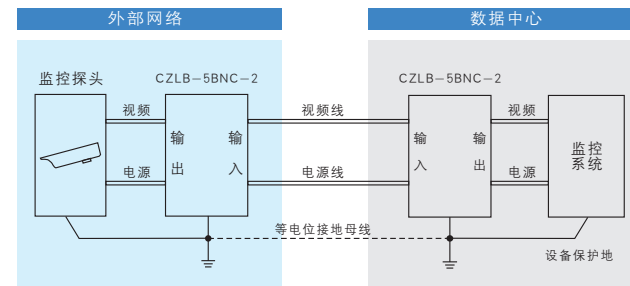 外部网络
数据中心
监控探头
CZLB-5BNC-2
CZLB-5BNC-2
视频
视频线
视频
输出
输入
输入
输出
监控
系统
电源
电源线
电源
等电位接地母线
设备保护地